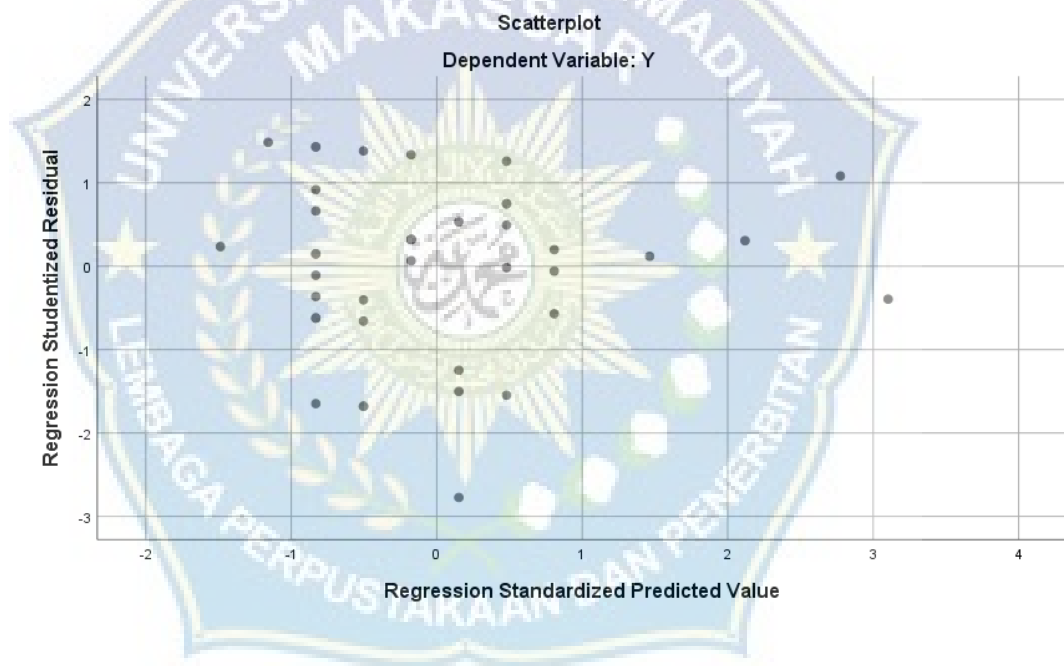 UNIVERSI
MUHAMMADIYAH
MAKASSAR
Scatterplot
Dependent Variable: Y
Regression Studentized Residual
2
1
0
-1
-2
-3
-2
-1
0
1
2
3
4
Regression Standardized Predicted Value
LEMBAGA PERPUSTAKAAN DAN PENERBITAN